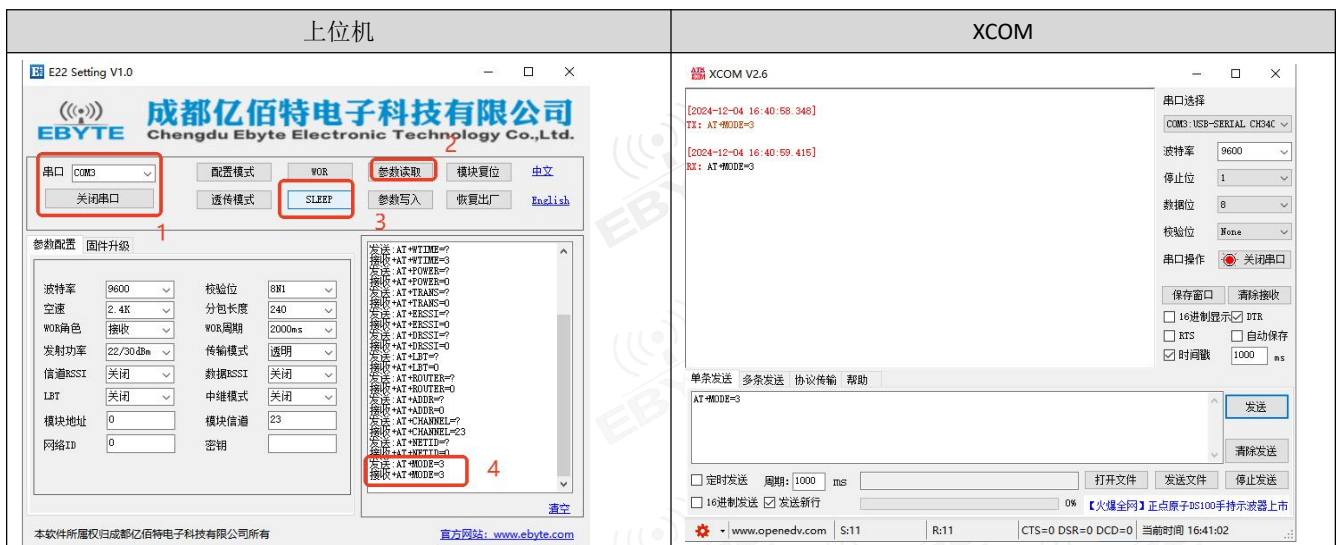 上位机
XCOM
E22 Setting V1.0
EBYTE
成都亿佰特电子科技有限公司
Chengdu Ebyte Electronic Technology Co.,Ltd.
2
串口 COM3 配置模式 WOR 参数读取 模块复位 中文
关闭串口 透传模式 SLEEP 参数写入 恢复出厂 English
1
3
参数配置 固件升级
波特率 9600 校验位 8N1
空速 2.4K 分包长度 240
WOR角色 接收 WOR周期 2000ms
发射功率 22/30dBm 传输模式 透明
信道RSSI 关闭 数据RSSI 关闭
LBT 关闭 中继模式 关闭
模块地址 0 模块信道 23
网络ID 0 密钥
发送:AT+WTIME=?
接收+AT+WTIME=3
发送:AT+POWER=?
接收+AT+POWER=0
发送:AT+TRANS=?
接收+AT+TRANS=0
发送:AT+ERSSI=?
接收+AT+ERSSI=0
发送:AT+DRSSI=?
接收+AT+DRSSI=0
发送:AT+LBT=?
接收+AT+LBT=0
发送:AT+ROUTER=?
接收+AT+ROUTER=0
发送:AT+ADDR=?
接收+AT+ADDR=0
发送:AT+CHANNEL=?
接收+AT+CHANNEL=23
发送:AT+NETID=?
接收+AT+NETID=0
发送:AT+MODE=3
接收+AT+MODE=3
4
清空
本软件所属权归成都亿佰特电子科技有限公司所有
官方网站: www.ebyte.com
ATK XCOM V2.6
[2024-12-04 16:40:58.348]
TX: AT+MODE=3
[2024-12-04 16:40:59.415]
RX: AT+MODE=3
串口选择
COM3:USB-SERIAL CH34C
波特率 9600
停止位 1
数据位 8
校验位 None
串口操作 关闭串口
保存窗口 清除接收
16进制显示 DTR
RTS 自动保存
时间戳 1000 ms
单条发送 多条发送 协议传输 帮助
AT+MODE=3
发送
清除发送
定时发送 周期: 1000 ms 打开文件 发送文件 停止发送
16进制发送 发送新行 0% 【火爆全网】正点原子DS100手持示波器上市
www.openedv.com S:11 R:11 CTS=0 DSR=0 DCD=0 当前时间 16:41:02